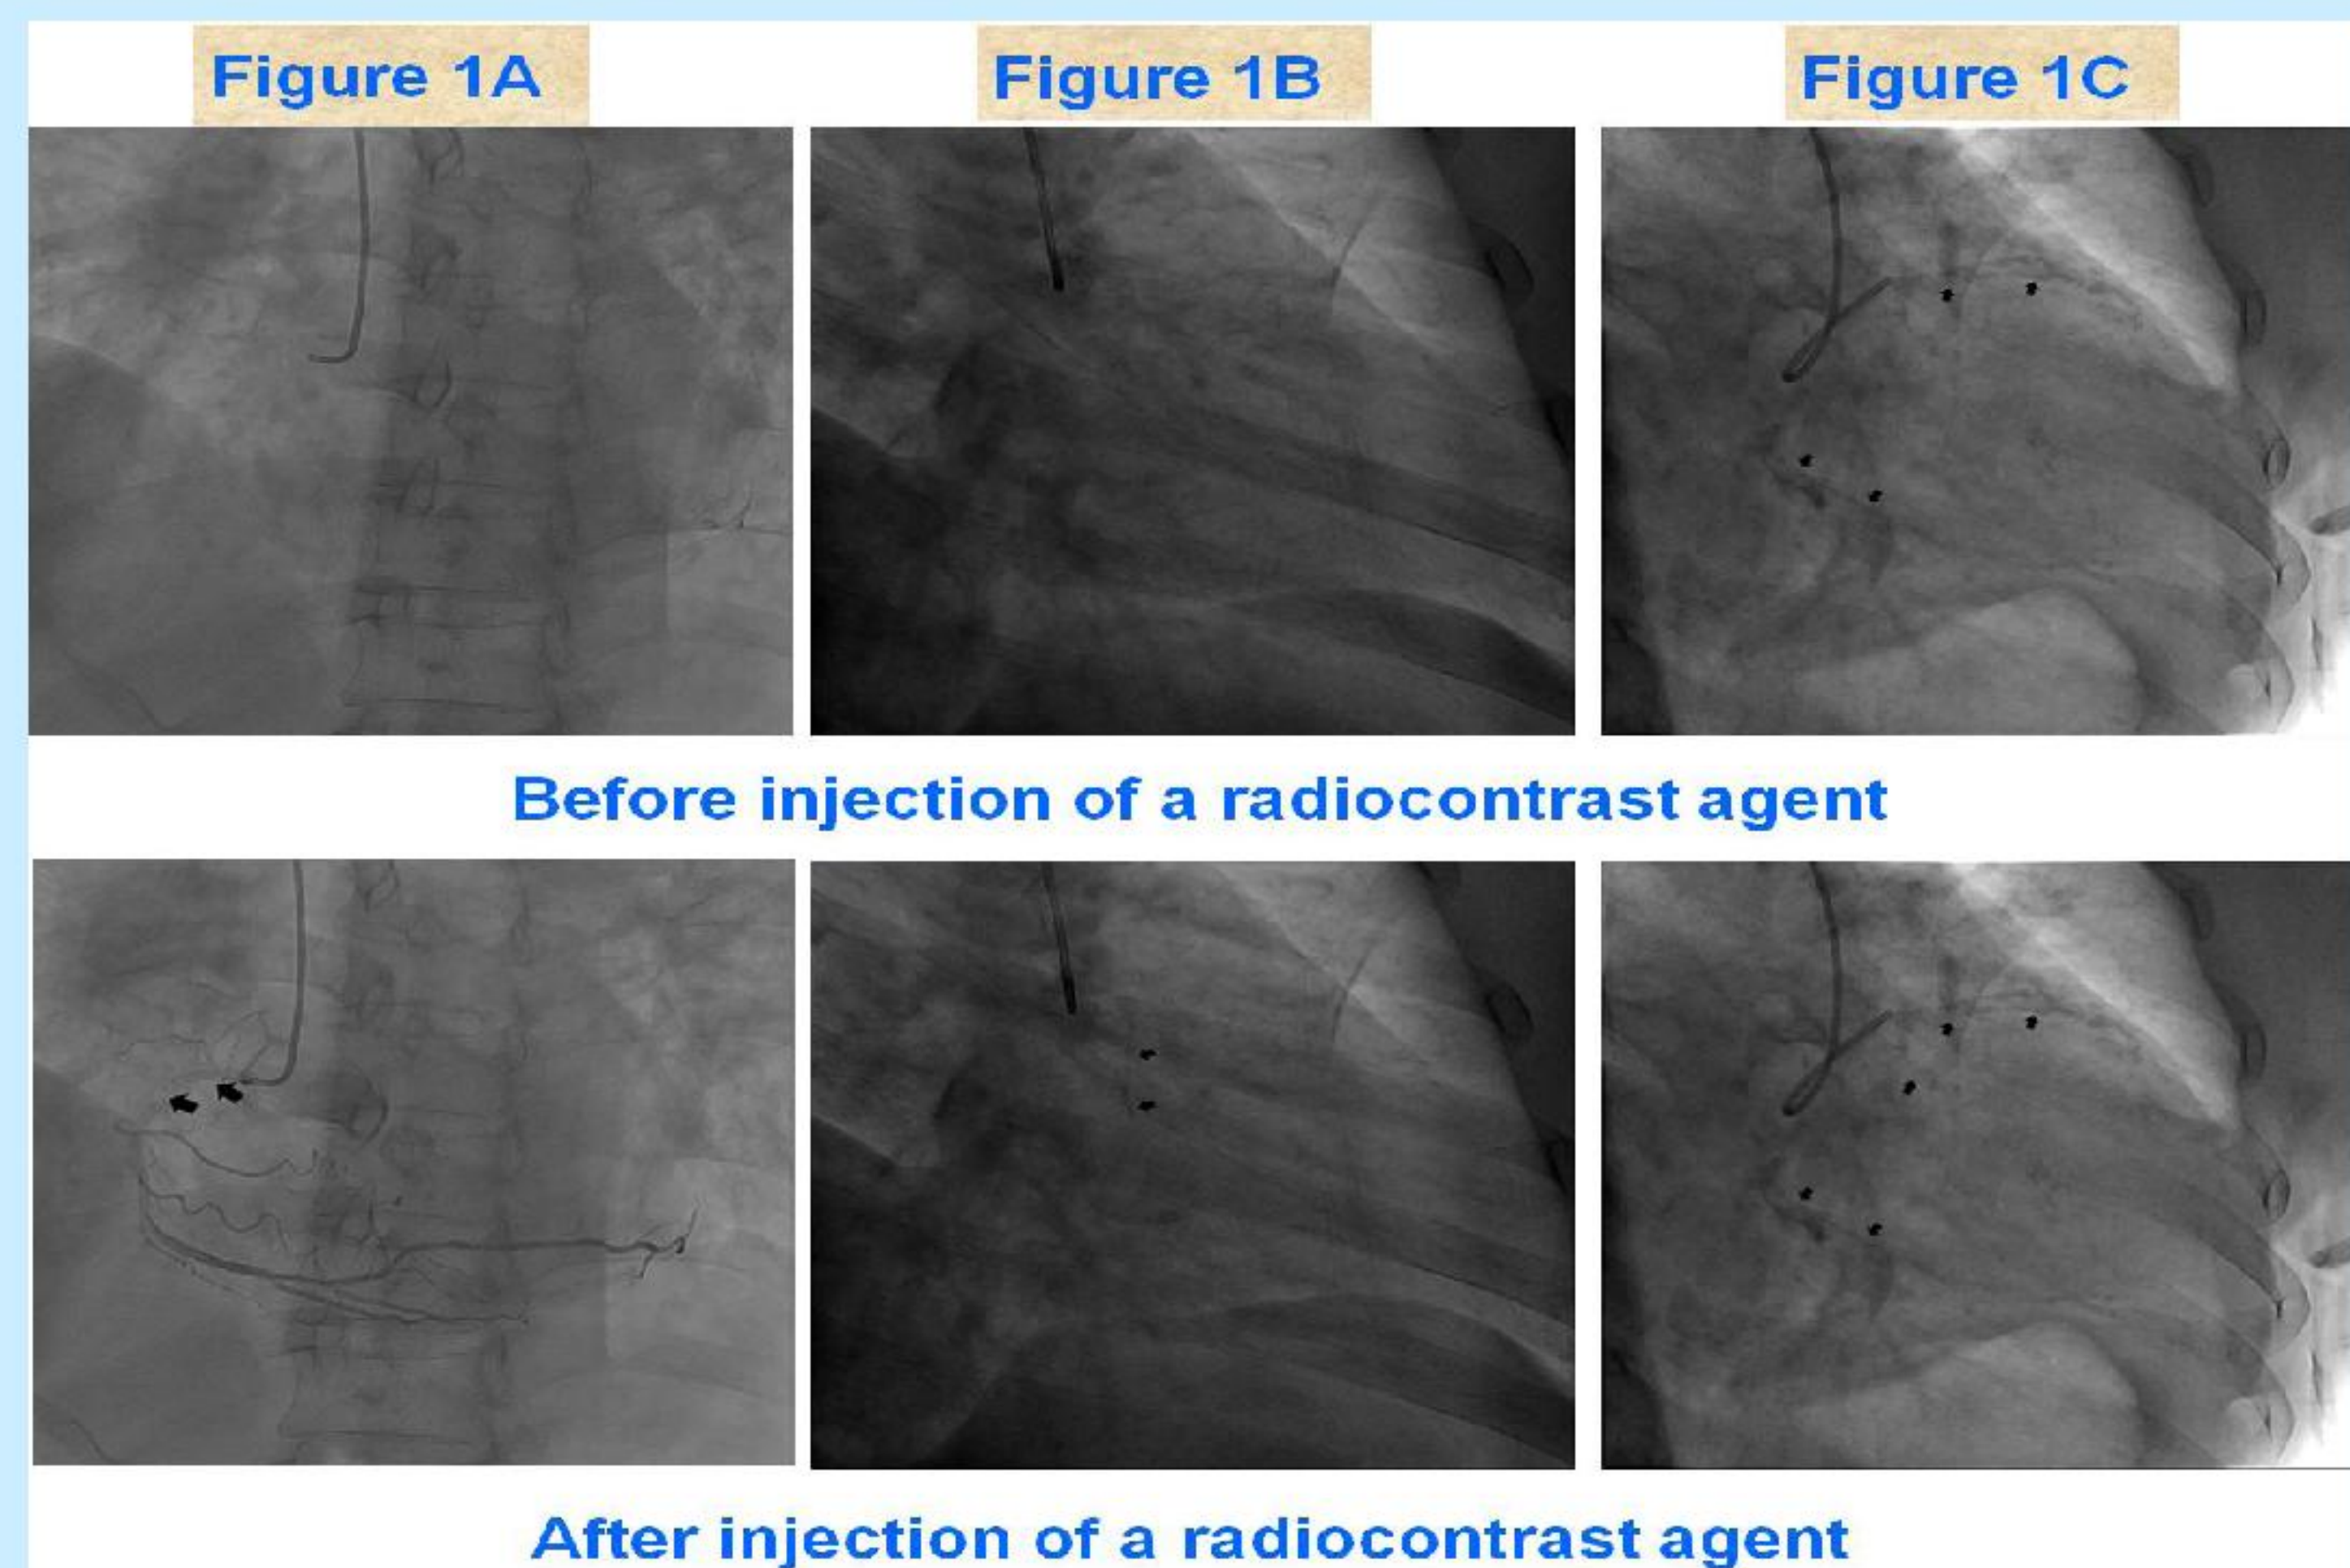 Figure 1A
Figure 1B
Figure 1C
Before injection of a radiocontrast agent
After injection of a radiocontrast agent